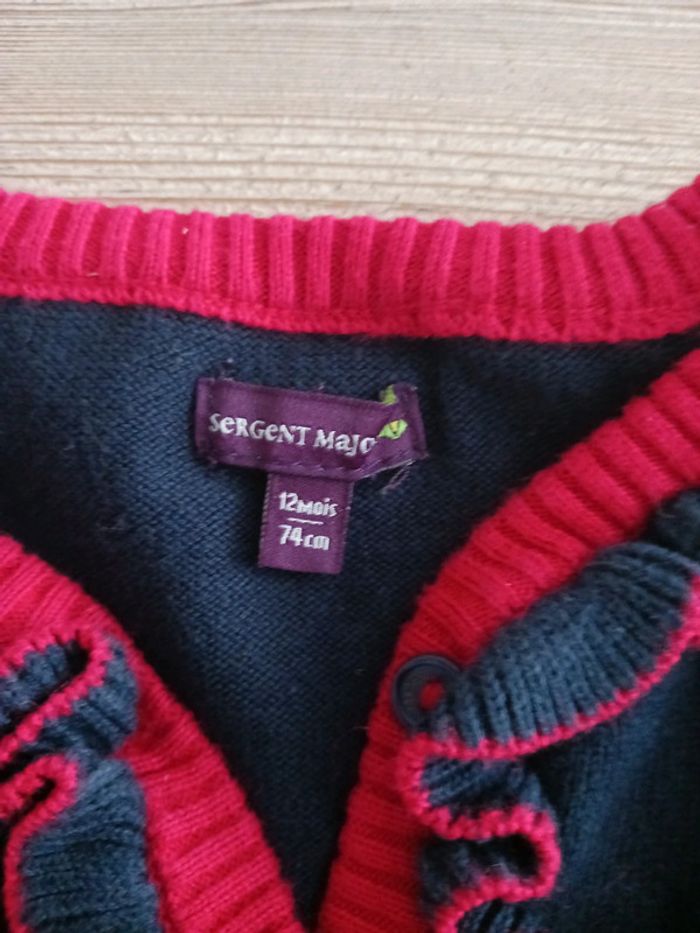 SeRGeNT MaJo
12Mois
74cm